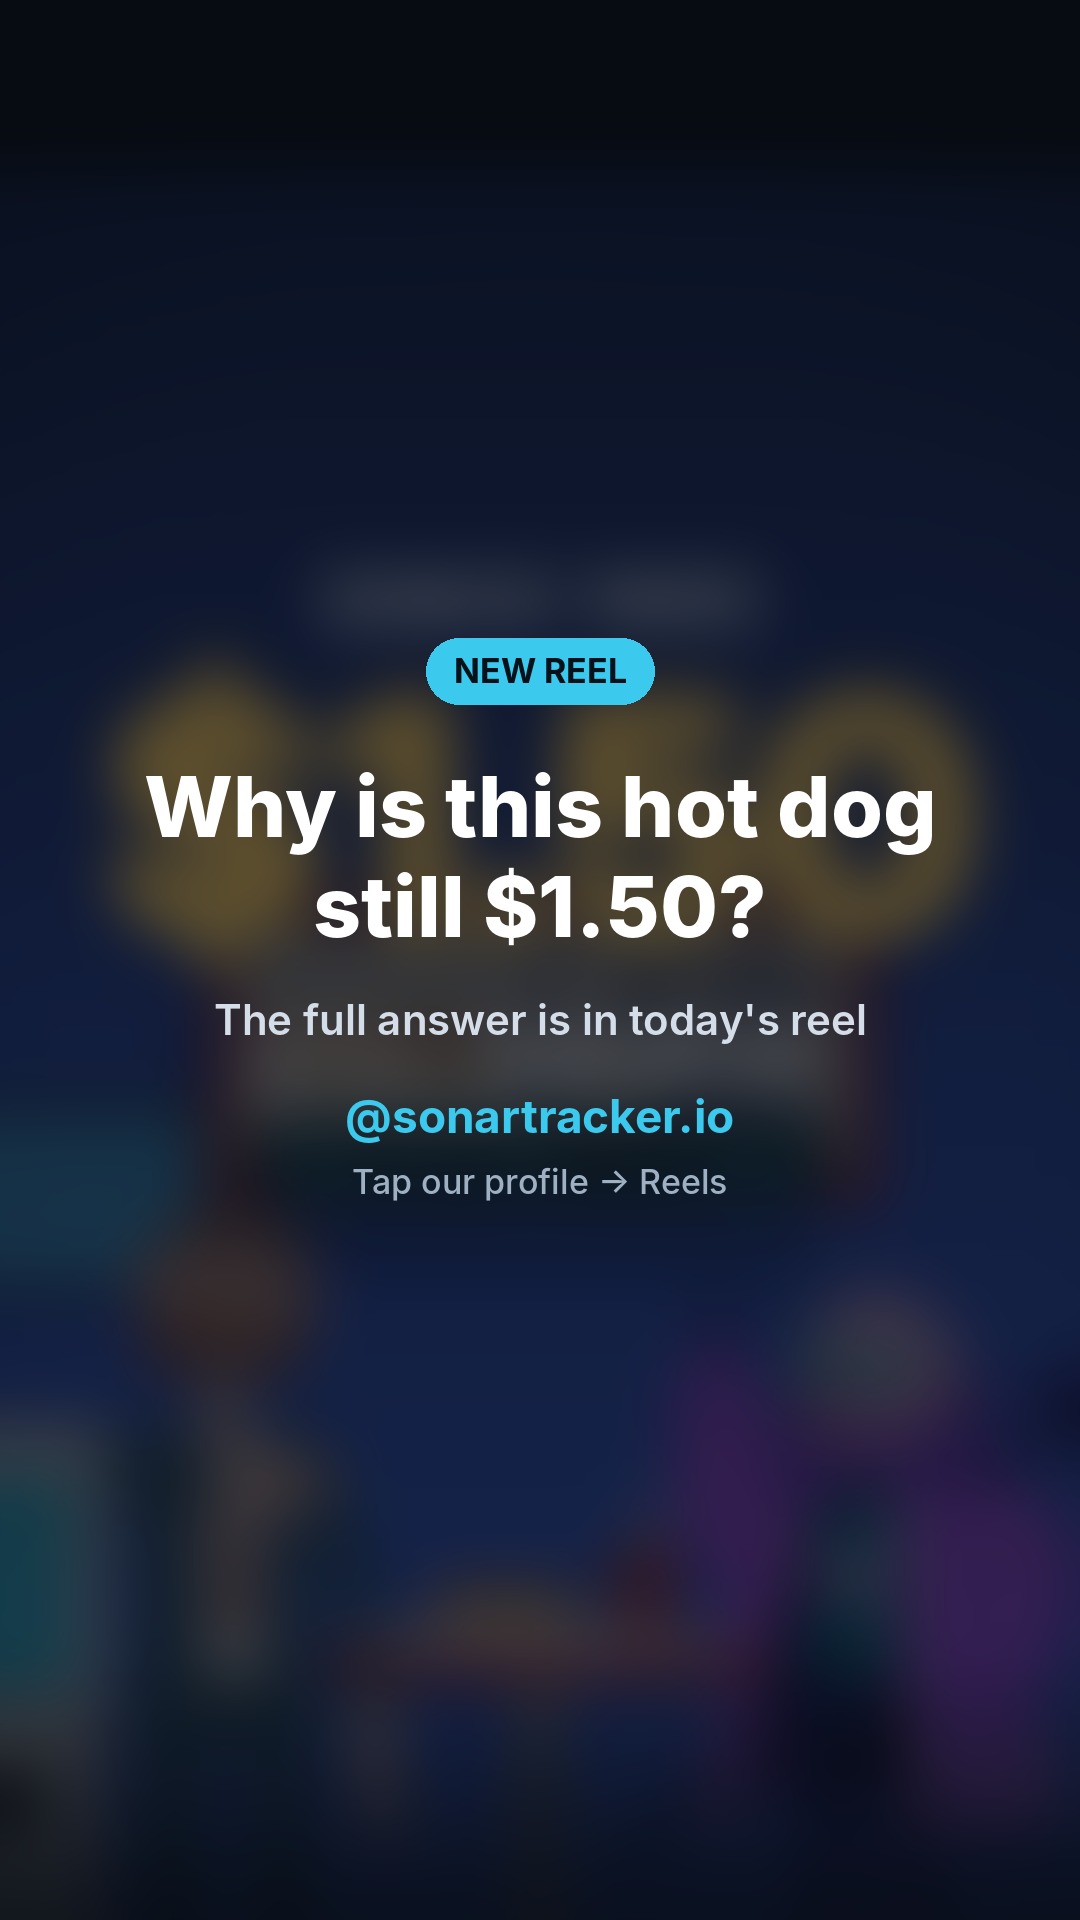 NEW REEL
Why is this hot dog
still $1.50?
The full answer is in today's reel
@sonartracker.io
Tap our profile → Reels